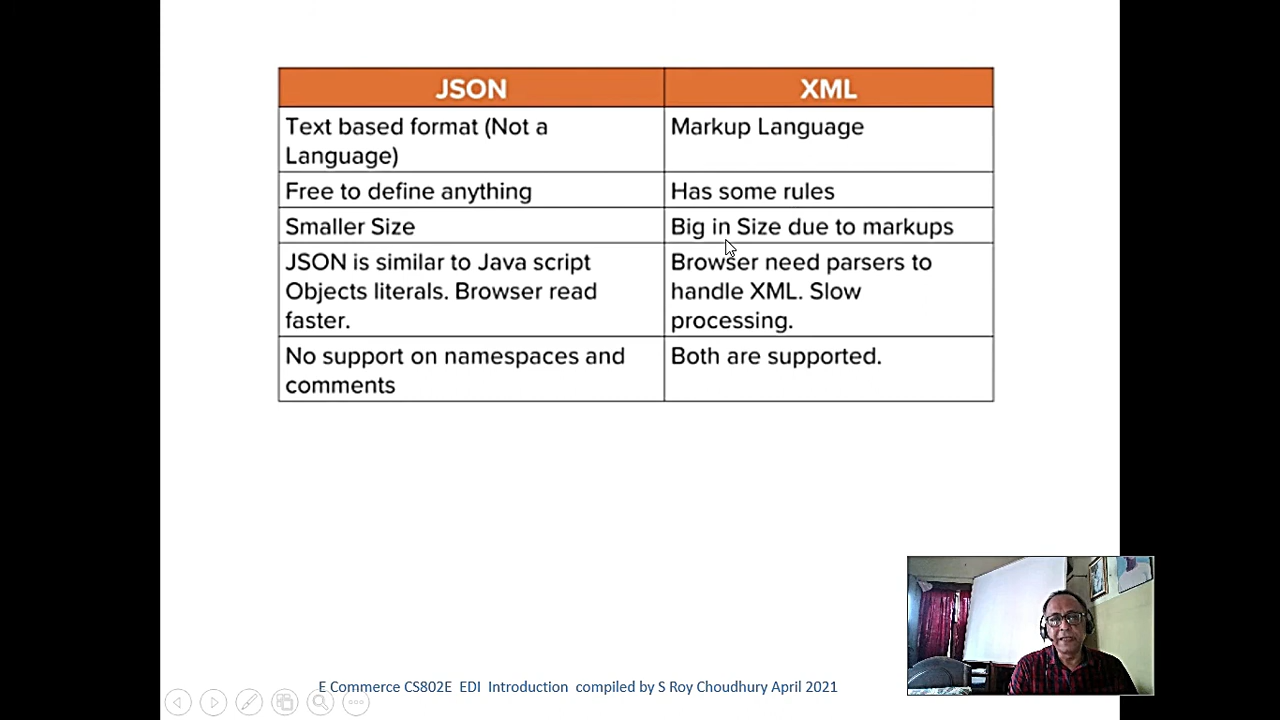 JSON
XML
Text based format (Not a
Language)
Markup Language
Free to define anything
Has some rules
Smaller Size
Big in Size due to markups
JSON is similar to Java script
Objects literals. Browser read
faster.
Browser need parsers to
handle XML. Slow
processing.
No support on namespaces and
comments
Both are supported.
E Commerce CS802E EDI Introduction compiled by S Roy Choudhury April 2021